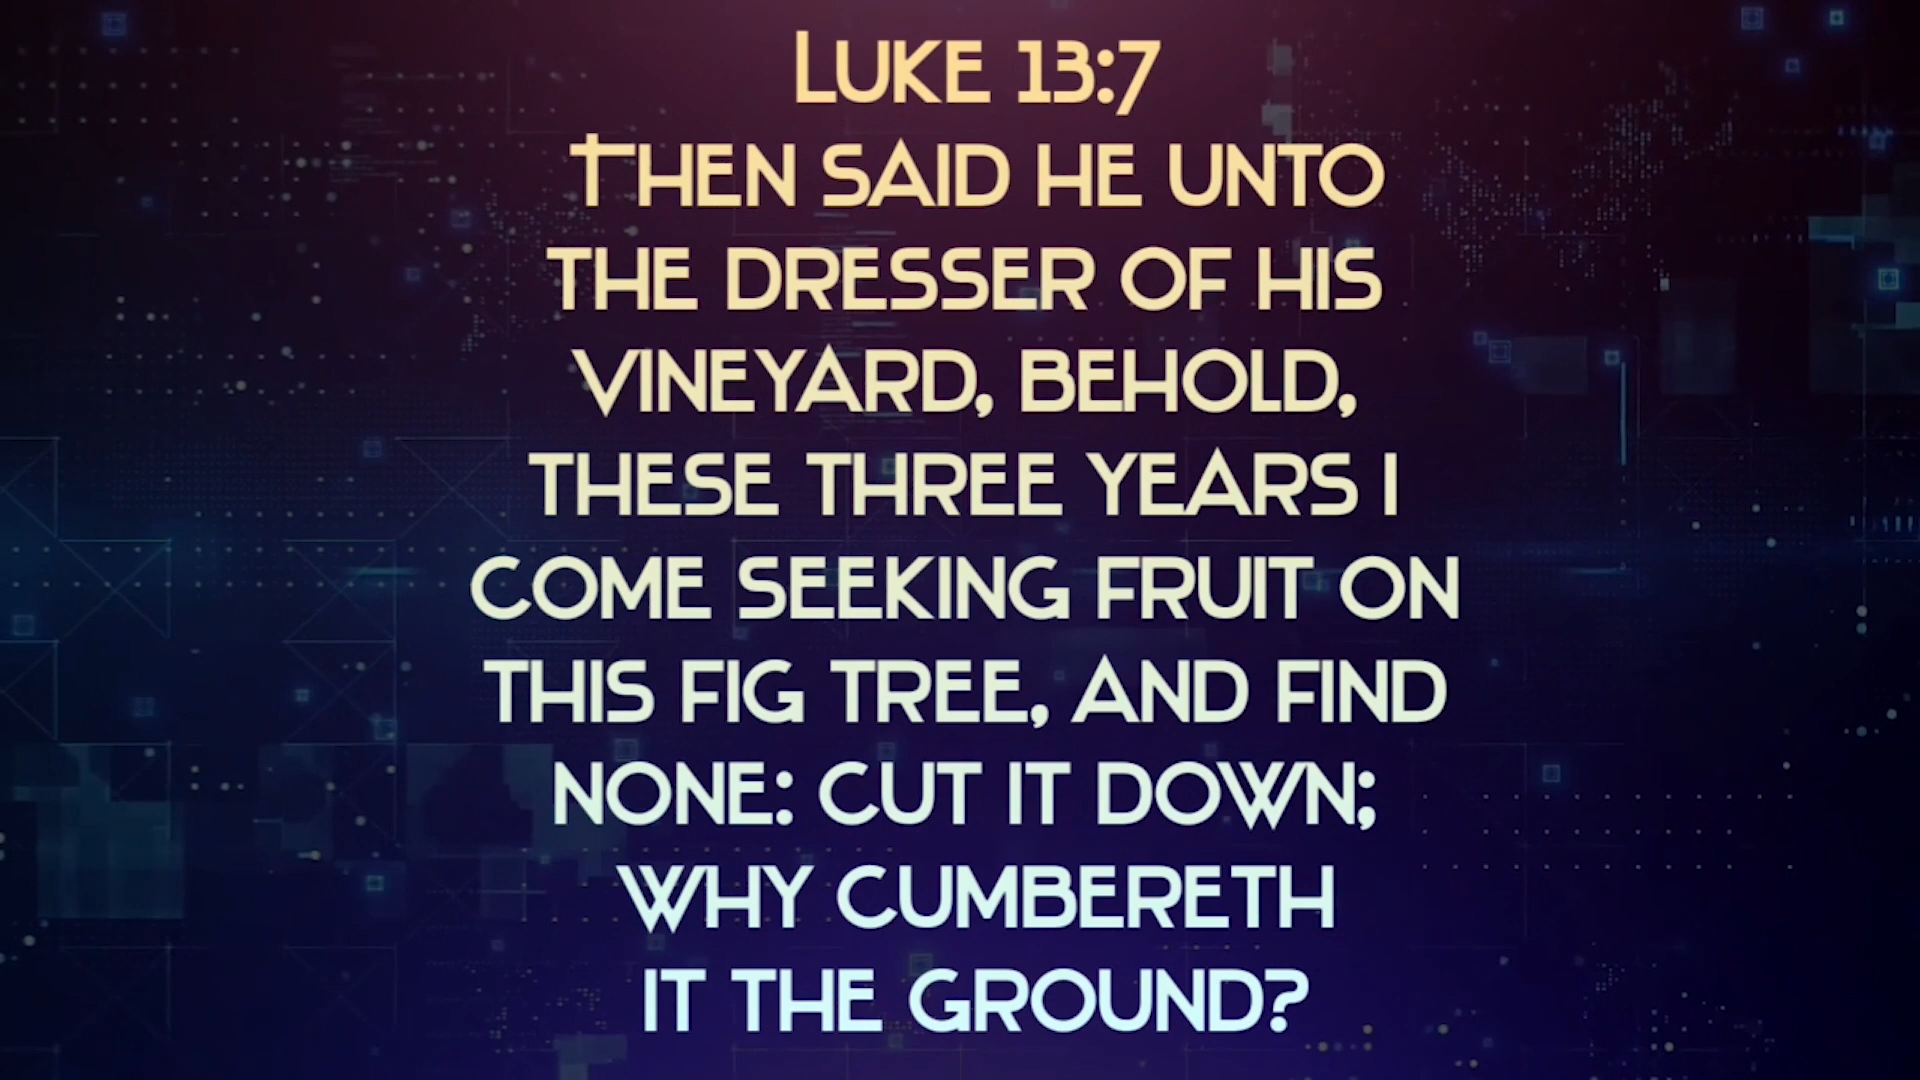 LUKE 13:7
THEN SAID HE UNTO
THE DRESSER OF HIS
VINEYARD, BEHOLD,
THESE THREE YEARS I
COME SEEKING FRUIT ON
THIS FIG TREE, AND FIND
NONE: CUT IT DOWN;
WHY CUMBERETH
IT THE GROUND?